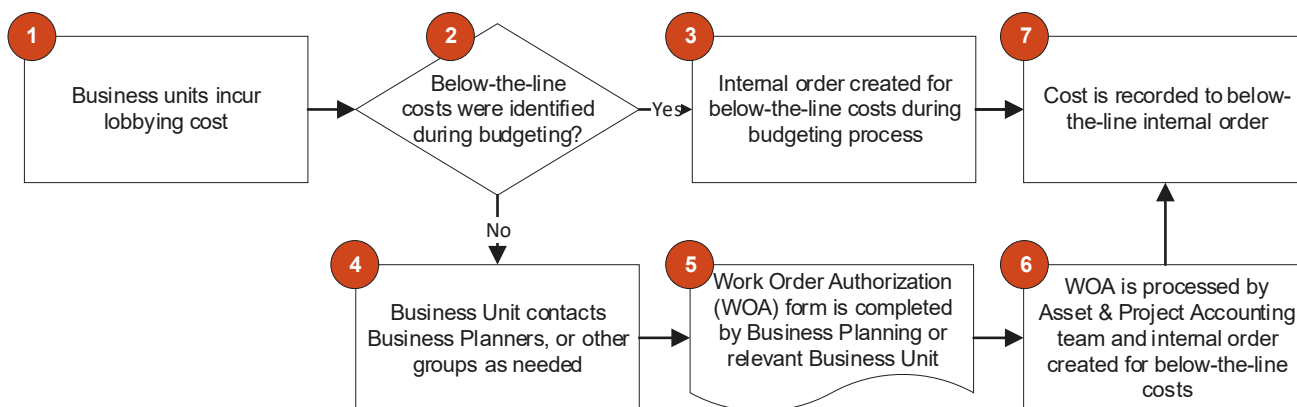 1
Business units incur
lobbying cost
2
Below-the-line
costs were identified
during budgeting?
Yes
3
Internal order created for
below-the-line costs during
budgeting process
7
Cost is recorded to below-
the-line internal order
No
4
Business Unit contacts
Business Planners, or other
groups as needed
5
Work Order Authorization
(WOA) form is completed
by Business Planning or
relevant Business Unit
6
WOA is processed by
Asset & Project Accounting
team and internal order
created for below-the-line
costs